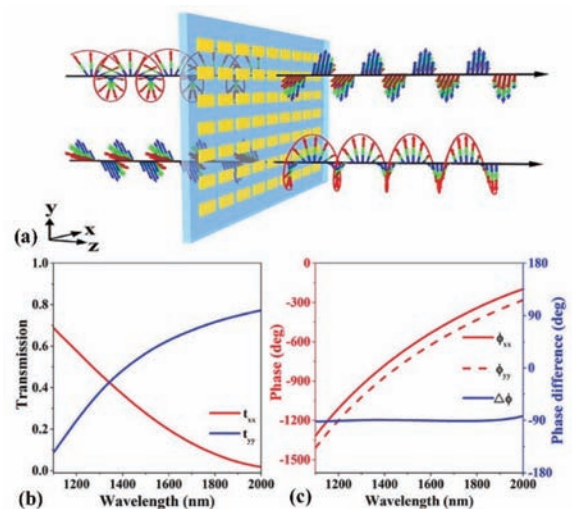 y
x
z
(a)
1.0
0.8
0.6
0.4
0.2
0.0
Transmission
t_xx
t_yy
1200 1400 1600 1800 2000
(b) Wavelength (nm)
0
-300
-600
-900
-1200
-1500
Phase (deg)
ϕ_xx
ϕ_yy
△ϕ
180
90
0
-90
-180
Phase difference (deg)
1200 1400 1600 1800 2000
(c) Wavelength (nm)